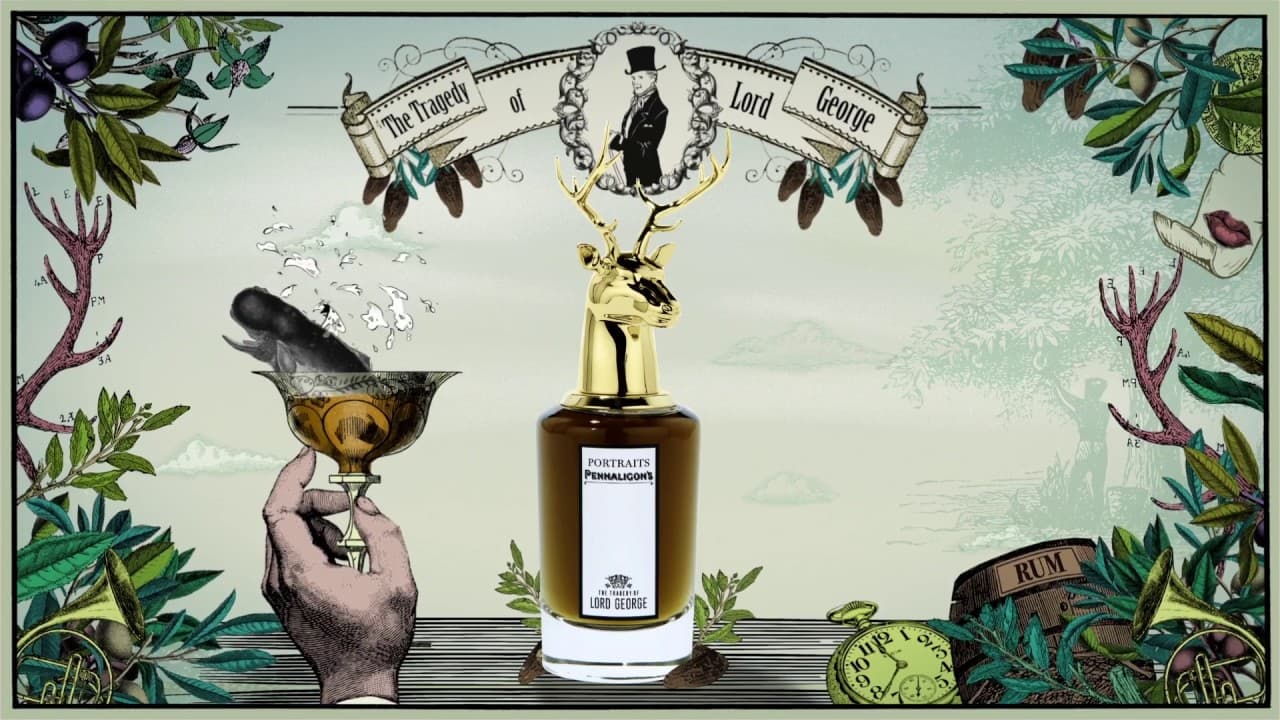 The Tragedy of Lord George
PORTRAITS
PENHALIGON'S
THE TRAGEDY OF
LORD GEORGE
RUM